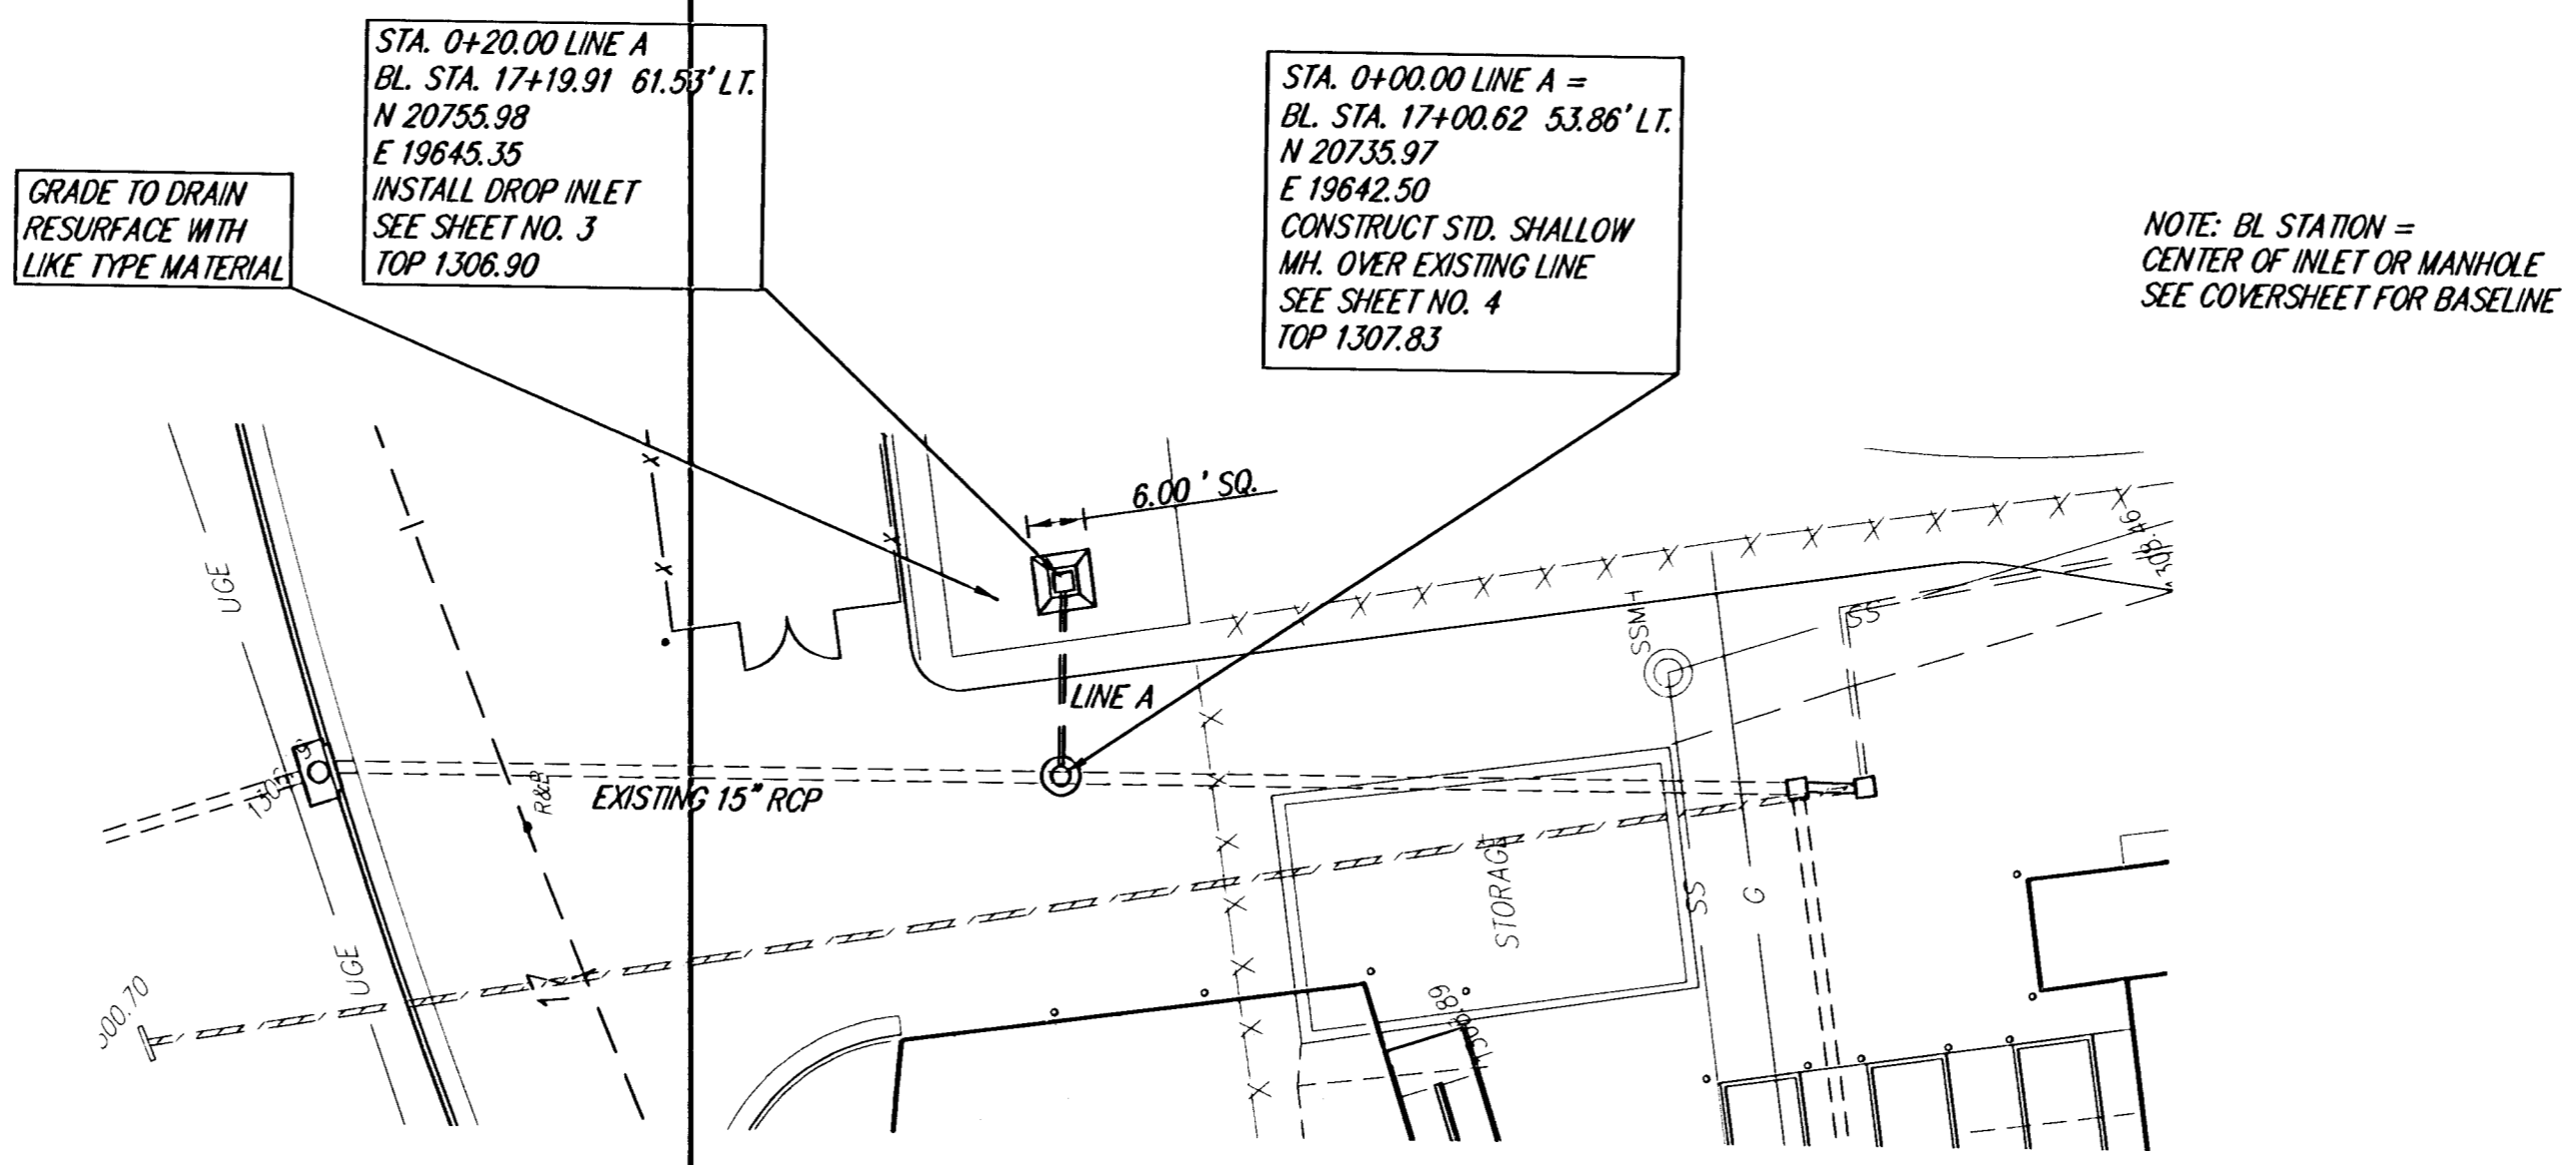 STA. 0+20.00 LINE A
BL. STA. 17+19.91 61.53' LT.
N 20755.98
E 19645.35
INSTALL DROP INLET
SEE SHEET NO. 3
TOP 1306.90
STA. 0+00.00 LINE A =
BL. STA. 17+00.62 53.86' LT.
N 20735.97
E 19642.50
CONSTRUCT STD. SHALLOW
MH. OVER EXISTING LINE
SEE SHEET NO. 4
TOP 1307.83
GRADE TO DRAIN
RESURFACE WITH
LIKE TYPE MATERIAL
NOTE: BL STATION =
CENTER OF INLET OR MANHOLE
SEE COVERSHEET FOR BASELINE
6.00 ' SQ.
UGE
SSMH
SS
LINE A
R&B
EXISTING 15" RCP
STORAGE
SS
G
UGE
17